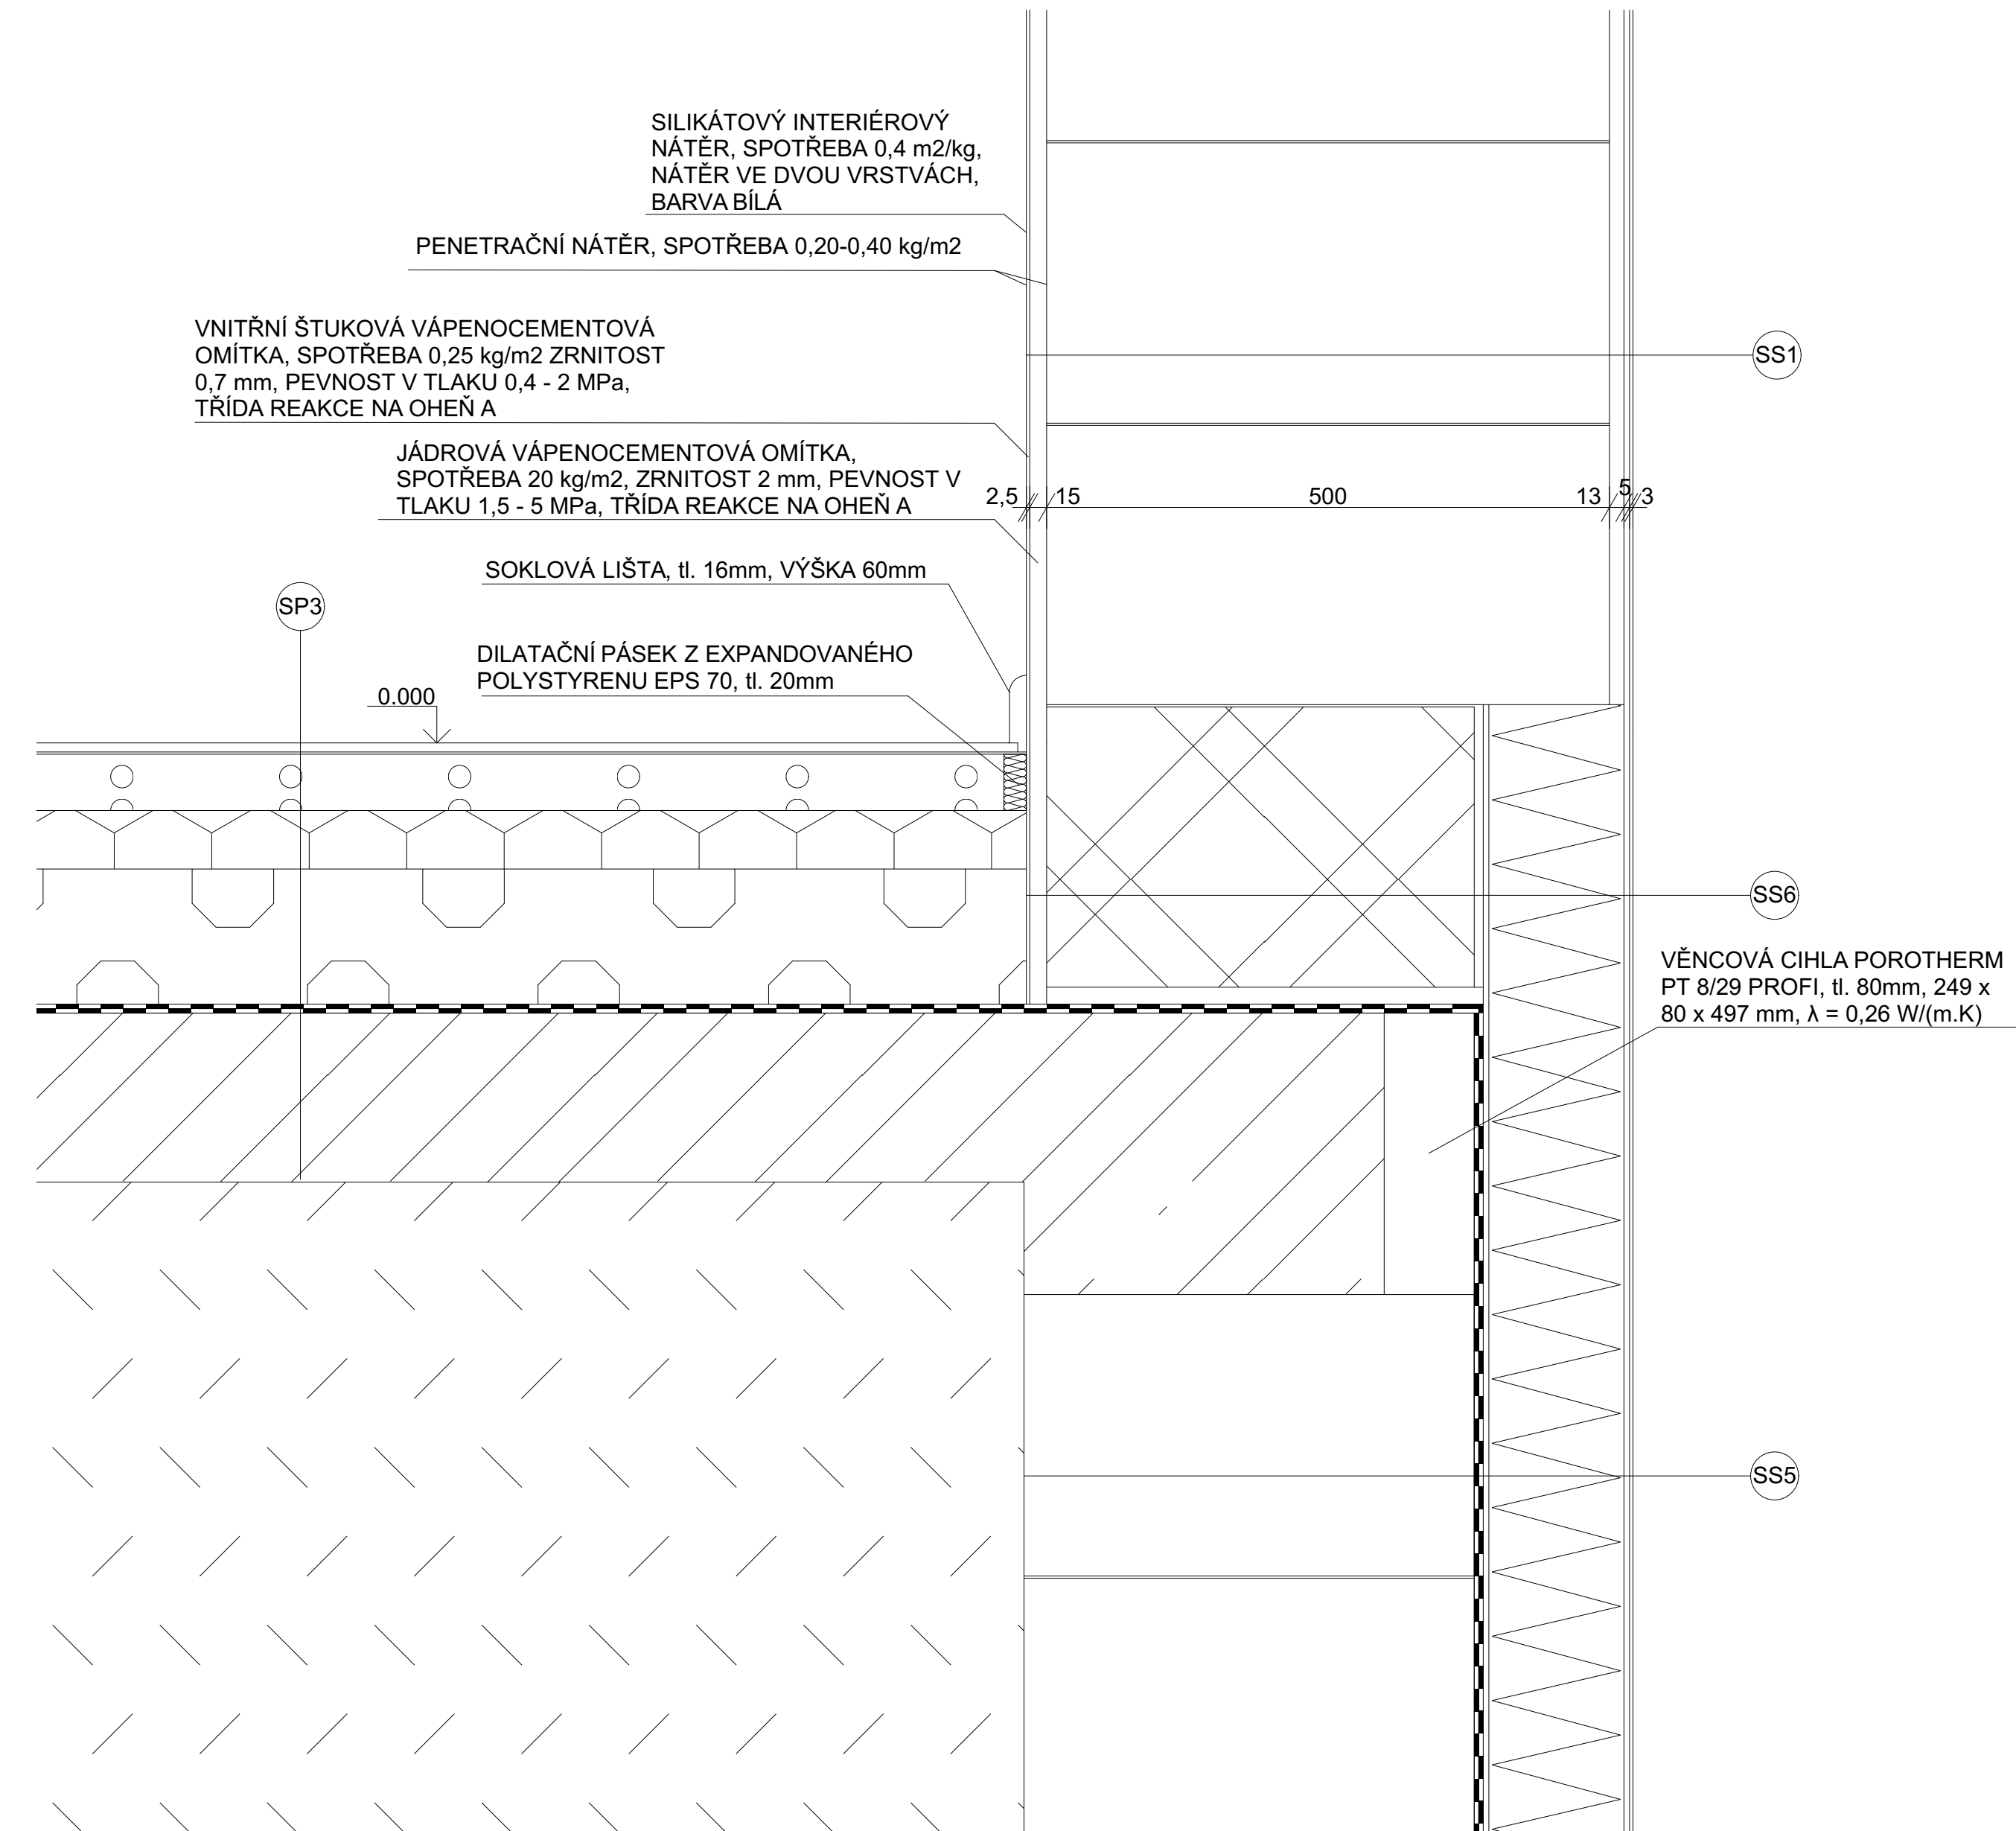 SILIKÁTOVÝ INTERIÉROVÝ
NÁTĚR, SPOTŘEBA 0,4 m2/kg,
NÁTĚR VE DVOU VRSTVÁCH,
BARVA BÍLÁ
PENETRAČNÍ NÁTĚR, SPOTŘEBA 0,20-0,40 kg/m2
VNITŘNÍ ŠTUKOVÁ VÁPENOCEMENTOVÁ
OMÍTKA, SPOTŘEBA 0,25 kg/m2 ZRNITOST
0,7 mm, PEVNOST V TLAKU 0,4 - 2 MPa,
TŘÍDA REAKCE NA OHEŇ A
SS1
JÁDROVÁ VÁPENOCEMENTOVÁ OMÍTKA,
SPOTŘEBA 20 kg/m2, ZRNITOST 2 mm, PEVNOST V
TLAKU 1,5 - 5 MPa, TŘÍDA REAKCE NA OHEŇ A
2,5 15 500 13 5 3
SOKLOVÁ LIŠTA, tl. 16mm, VÝŠKA 60mm
SP3
DILATAČNÍ PÁSEK Z EXPANDOVANÉHO
POLYSTYRENU EPS 70, tl. 20mm
0.000
SS6
VĚNCOVÁ CIHLA POROTHERM
PT 8/29 PROFI, tl. 80mm, 249 x
80 x 497 mm, λ = 0,26 W/(m.K)
SS5